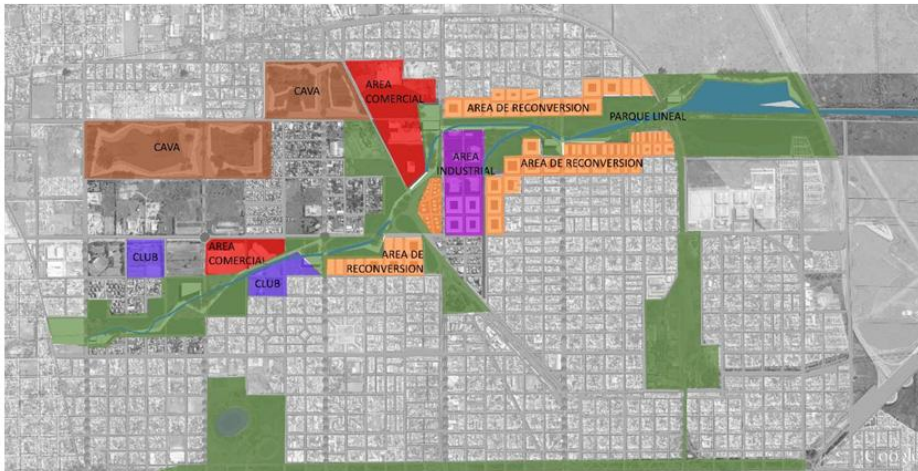 CAVA
AREA
COMERCIAL
AREA DE RECONVERSION
PARQUE LINEAL
CAVA
AREA
INDUSTRIAL
AREA DE RECONVERSION
CLUB
AREA
COMERCIAL
AREA DE
RECONVERSION
CLUB
Google